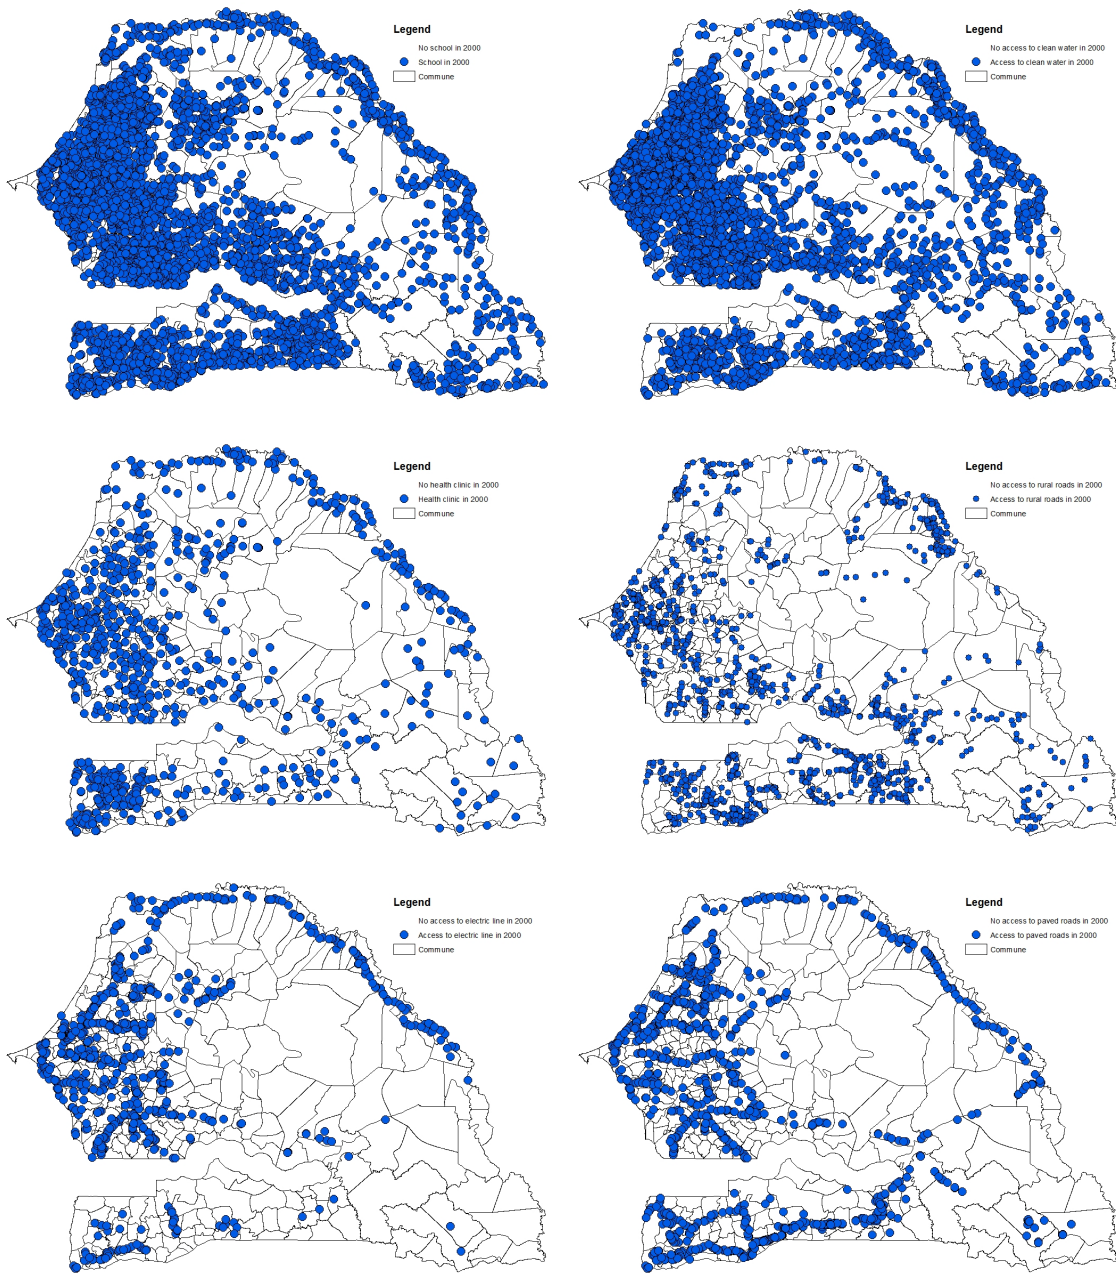 Legend
No school in 2000
School in 2000
Commune
Legend
No access to clean water in 2000
Access to clean water in 2000
Commune
Legend
No health clinic in 2000
Health clinic in 2000
Commune
Legend
No access to rural roads in 2000
Access to rural roads in 2000
Commune
Legend
No access to electric line in 2000
Access to electric line in 2000
Commune
Legend
No access to paved roads in 2000
Access to paved roads in 2000
Commune